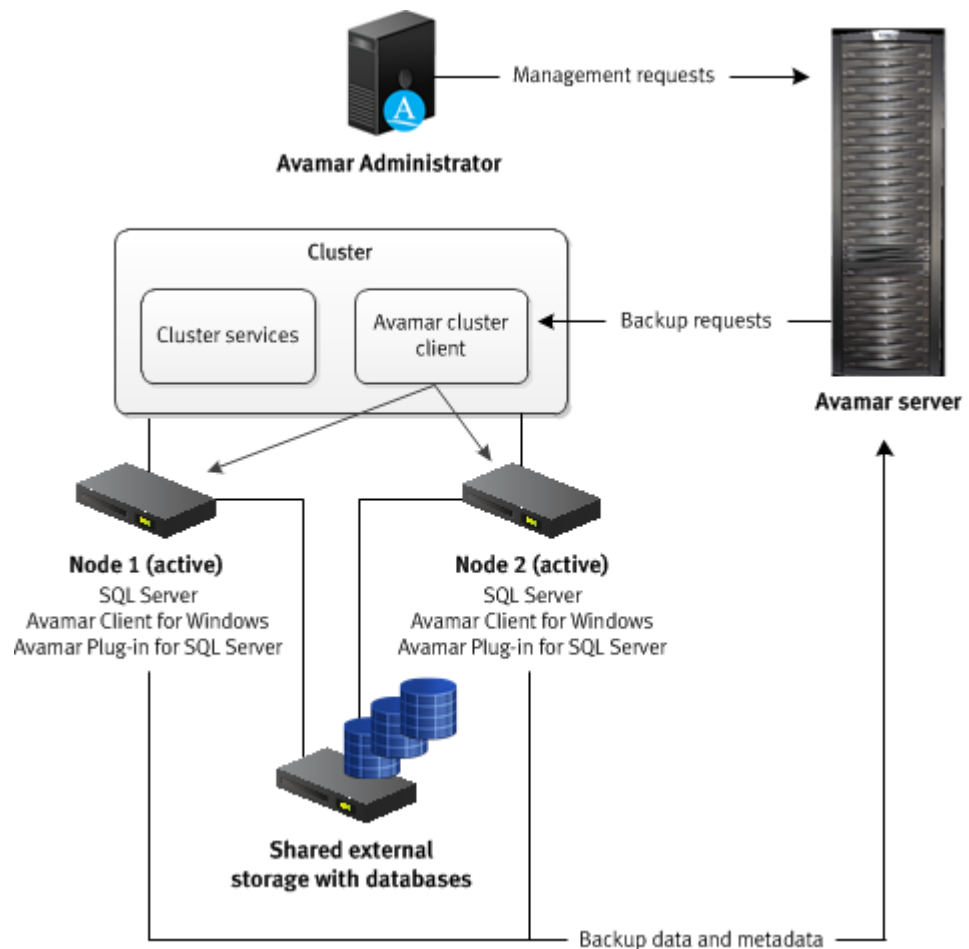 Management requests
Avamar Administrator
Cluster
Cluster services
Avamar cluster
client
Backup requests
Avamar server
Node 1 (active)
SQL Server
Avamar Client for Windows
Avamar Plug-in for SQL Server
Node 2 (active)
SQL Server
Avamar Client for Windows
Avamar Plug-in for SQL Server
Shared external
storage with databases
Backup data and metadata